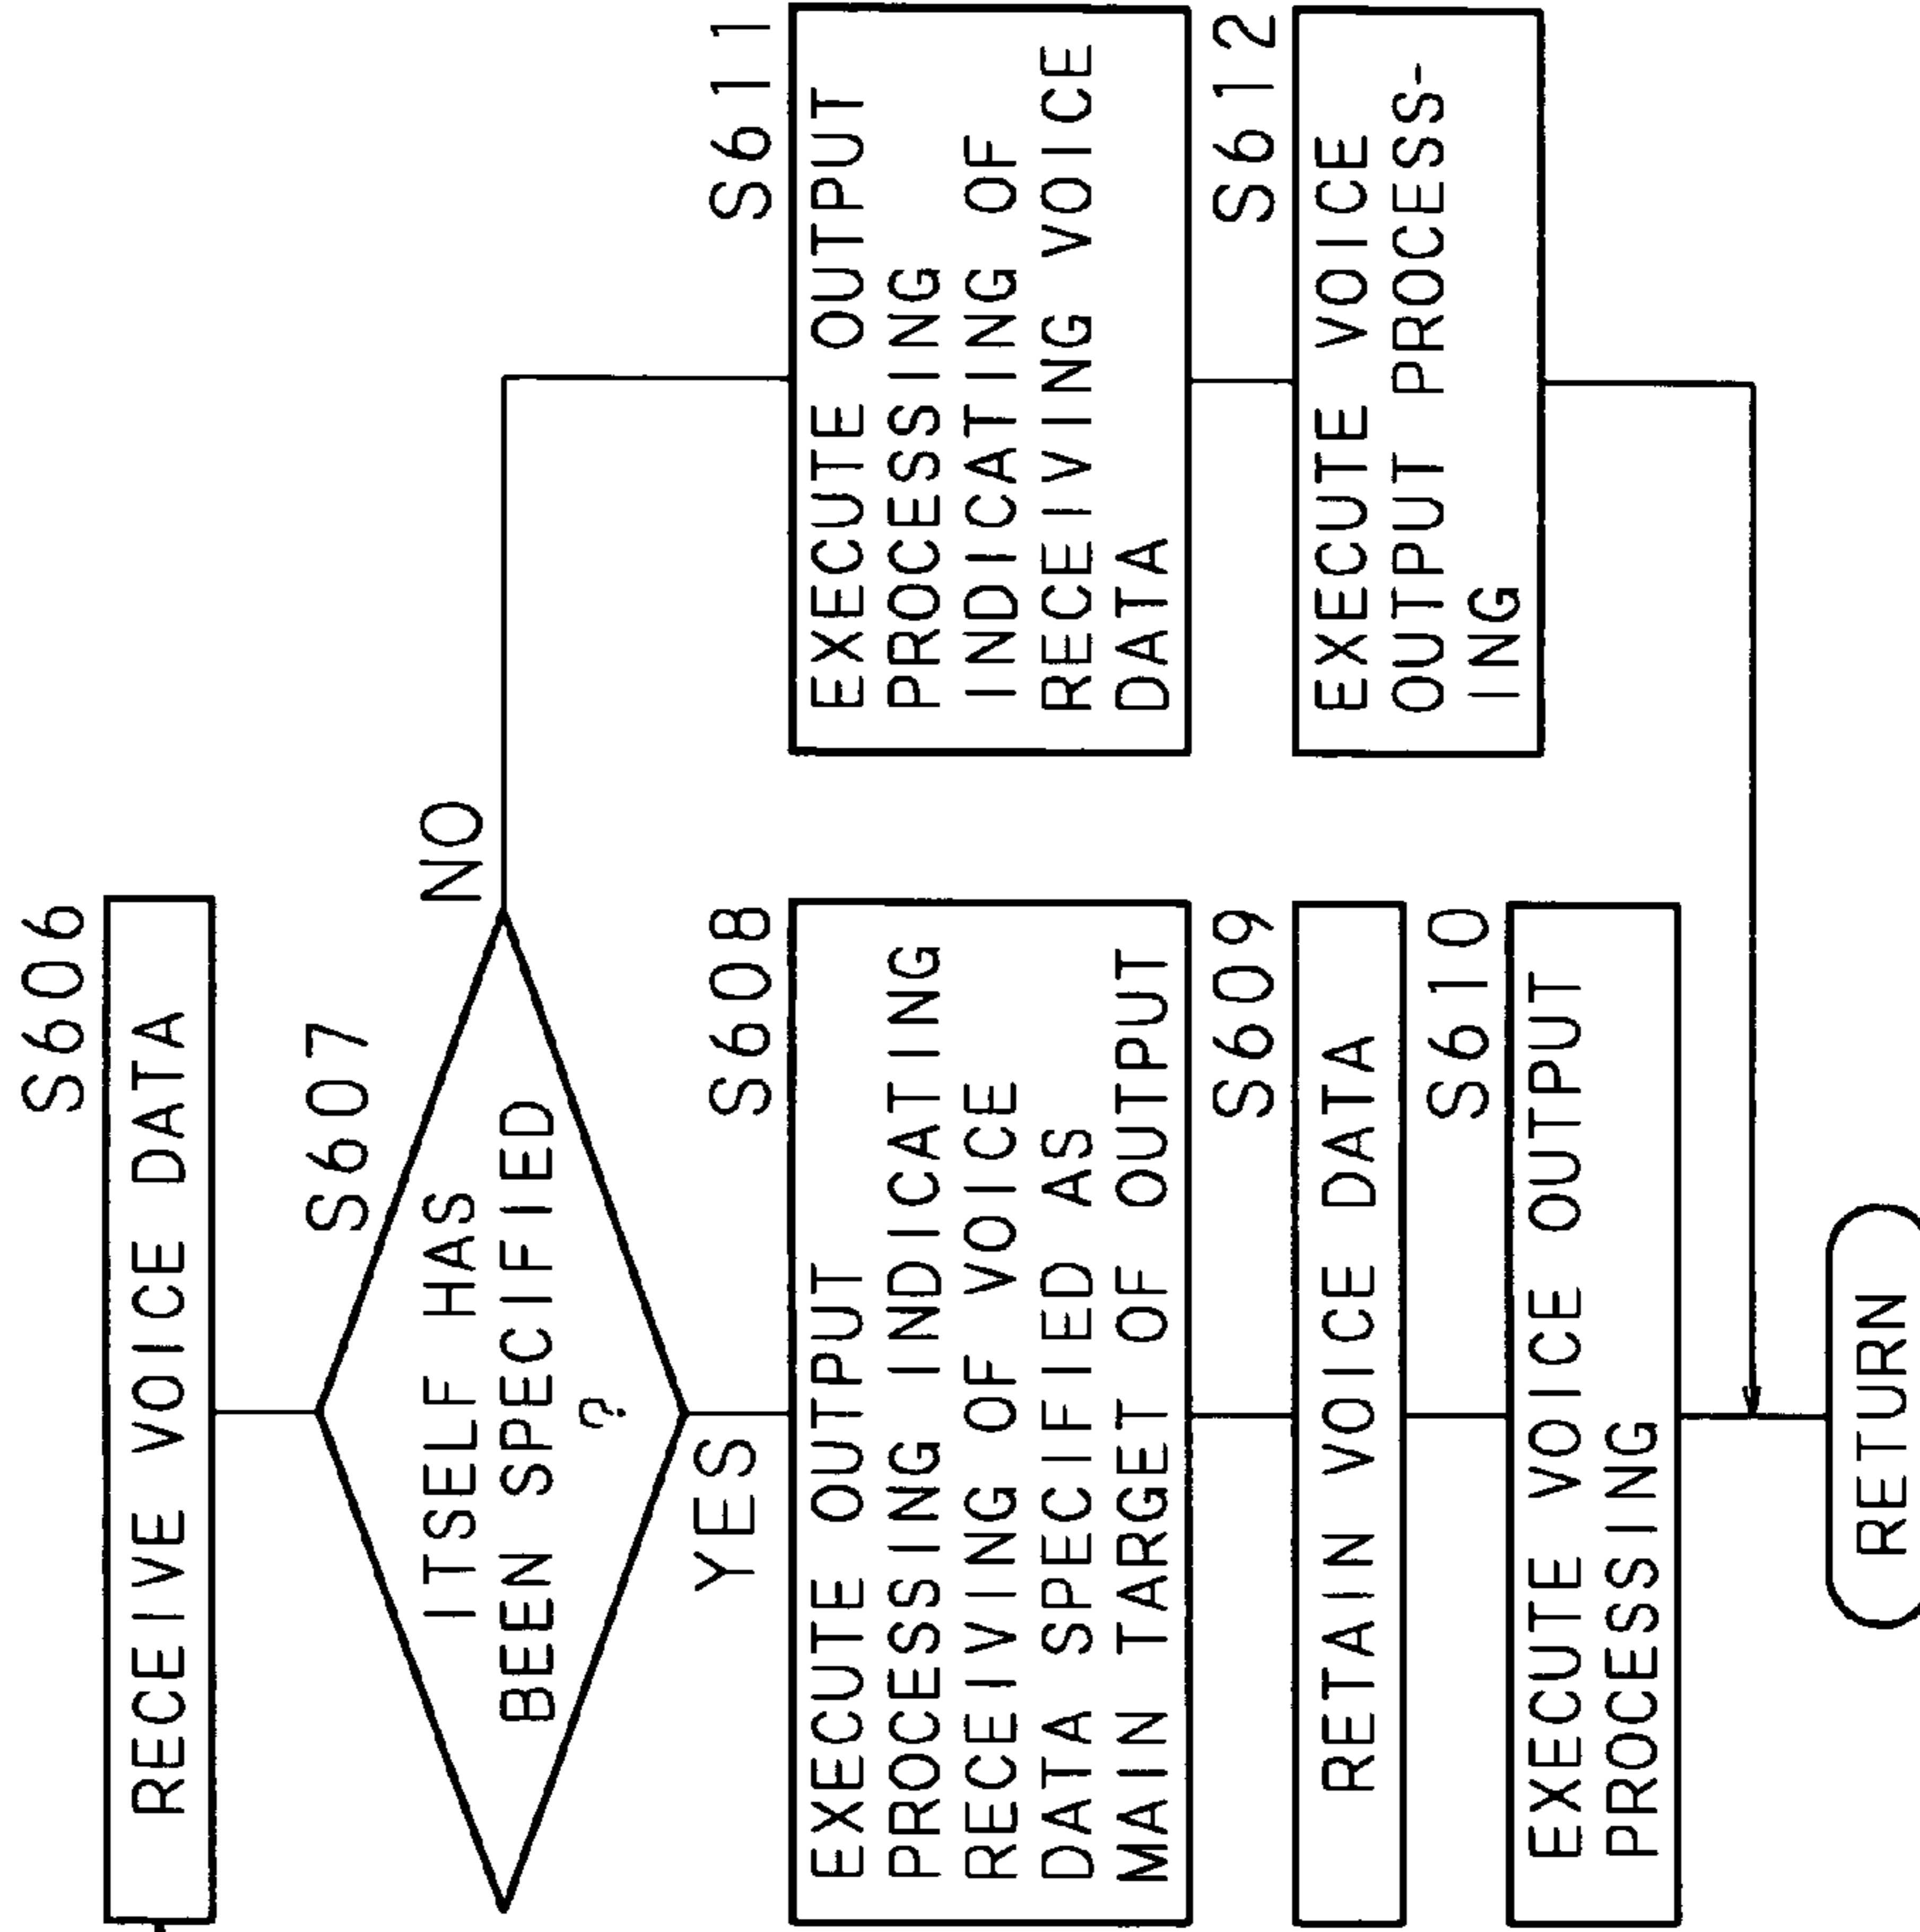 S606
RECEIVE VOICE DATA
S607
ITSELF HAS
BEEN SPECIFIED
?
NO
YES
S608
EXECUTE OUTPUT
PROCESSING INDICATING
RECEIVING OF VOICE
DATA SPECIFIED AS
MAIN TARGET OF OUTPUT
S609
RETAIN VOICE DATA
S610
EXECUTE VOICE OUTPUT
PROCESSING
S611
EXECUTE OUTPUT
PROCESSING
INDICATING OF
RECEIVING VOICE
DATA
S612
EXECUTE VOICE
OUTPUT PROCESS-
ING
RETURN